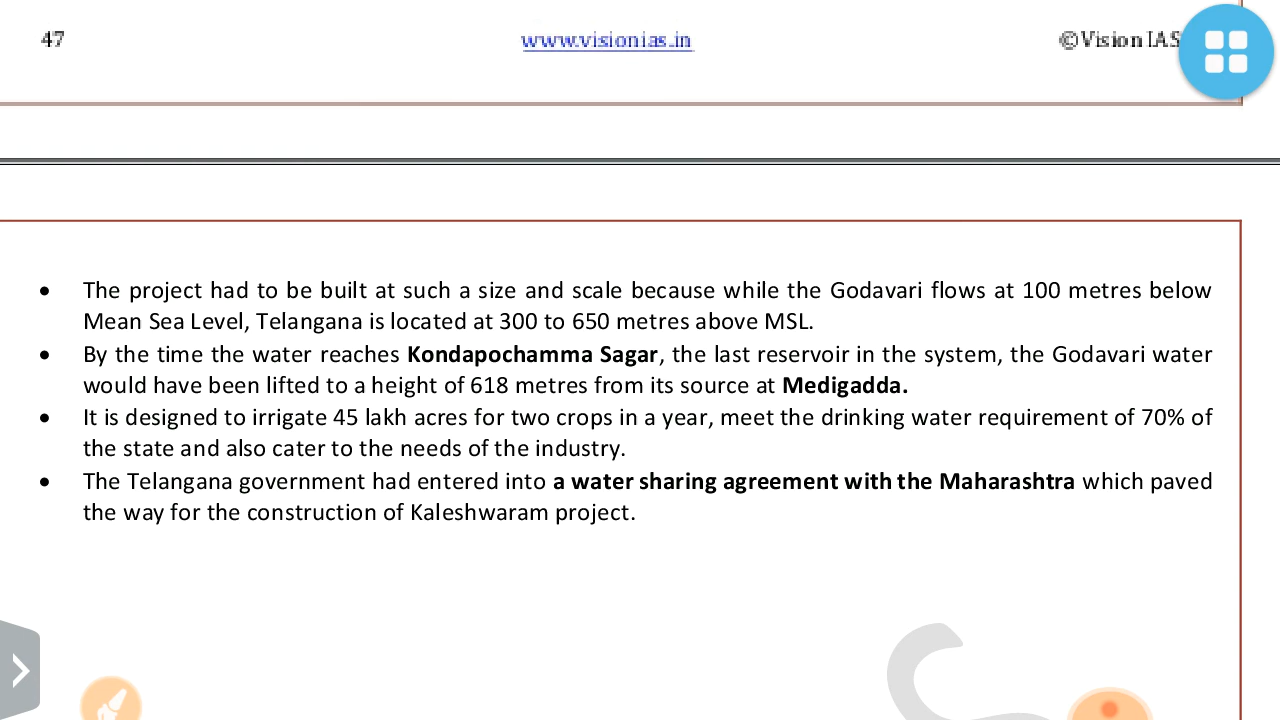 47 www.visionias.in ©Vision IAS
• The project had to be built at such a size and scale because while the Godavari flows at 100 metres below
Mean Sea Level, Telangana is located at 300 to 650 metres above MSL.
• By the time the water reaches Kondapochamma Sagar, the last reservoir in the system, the Godavari water
would have been lifted to a height of 618 metres from its source at Medigadda.
• It is designed to irrigate 45 lakh acres for two crops in a year, meet the drinking water requirement of 70% of
the state and also cater to the needs of the industry.
• The Telangana government had entered into a water sharing agreement with the Maharashtra which paved
the way for the construction of Kaleshwaram project.